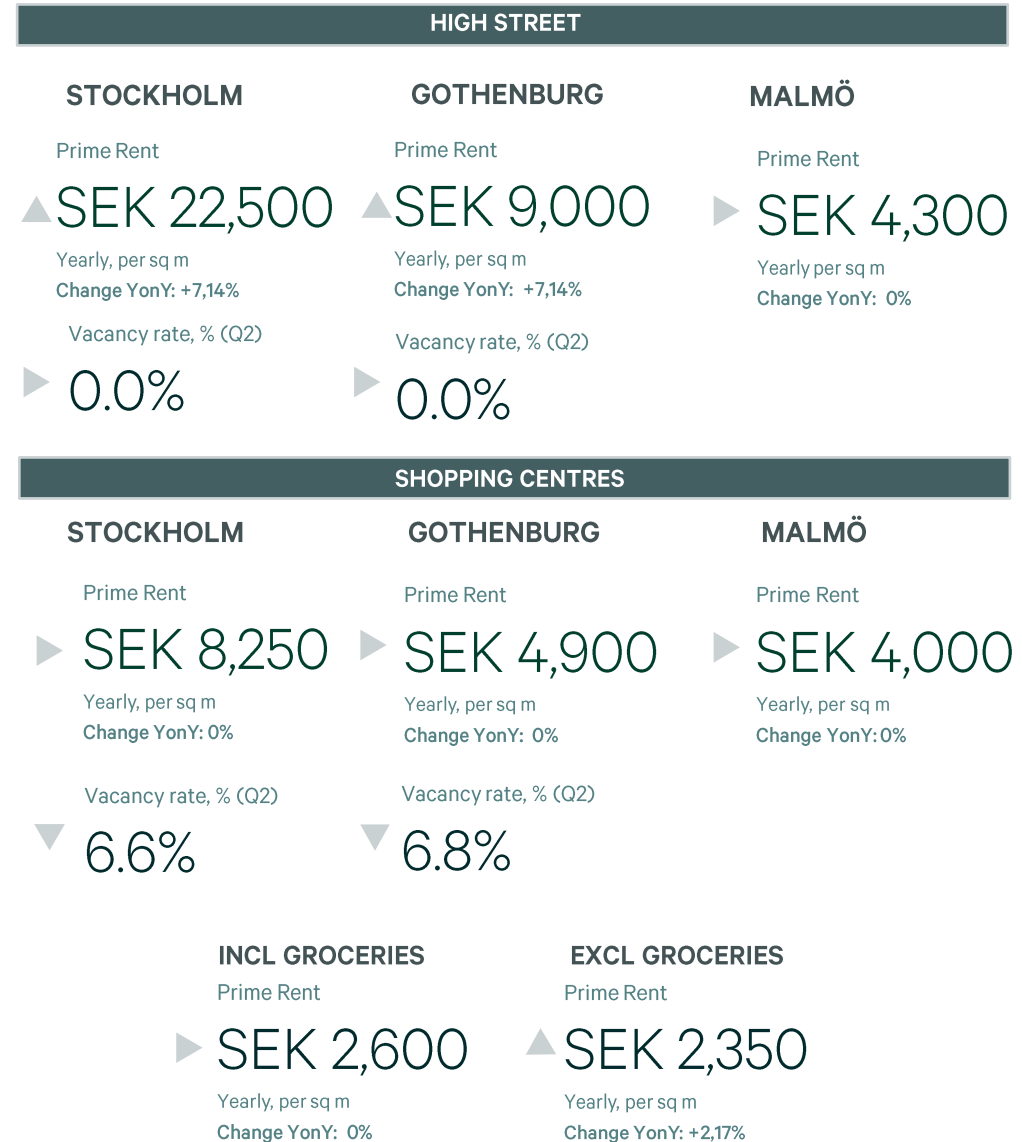 HIGH STREET
STOCKHOLM
Prime Rent
SEK 22,500
Yearly, per sq m
Change YonY: +7,14%
Vacancy rate, % (Q2)
0.0%
GOTHENBURG
Prime Rent
SEK 9,000
Yearly, per sq m
Change YonY: +7,14%
Vacancy rate, % (Q2)
0.0%
MALMÖ
Prime Rent
SEK 4,300
Yearly per sq m
Change YonY: 0%
SHOPPING CENTRES
STOCKHOLM
Prime Rent
SEK 8,250
Yearly, per sq m
Change YonY: 0%
Vacancy rate, % (Q2)
6.6%
GOTHENBURG
Prime Rent
SEK 4,900
Yearly, per sq m
Change YonY: 0%
Vacancy rate, % (Q2)
6.8%
MALMÖ
Prime Rent
SEK 4,000
Yearly, per sq m
Change YonY: 0%
INCL GROCERIES
Prime Rent
SEK 2,600
Yearly, per sq m
Change YonY: 0%
EXCL GROCERIES
Prime Rent
SEK 2,350
Yearly, per sq m
Change YonY: +2,17%